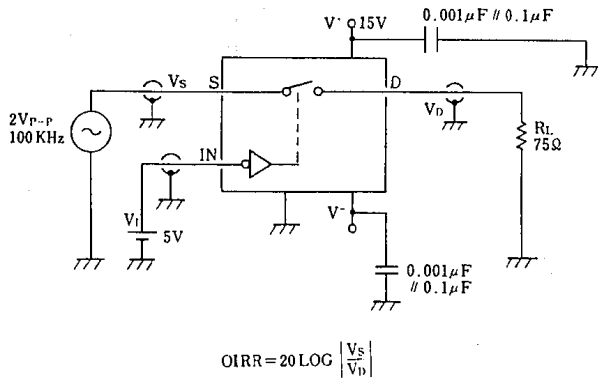 V⁺ 15V
0.001μF // 0.1μF
VS
S
D
VD
2VP-P
100 KHz
RL
75Ω
IN
VI
5V
V⁻
0.001μF
// 0.1μF
OIRR = 20 LOG |VS/VD|